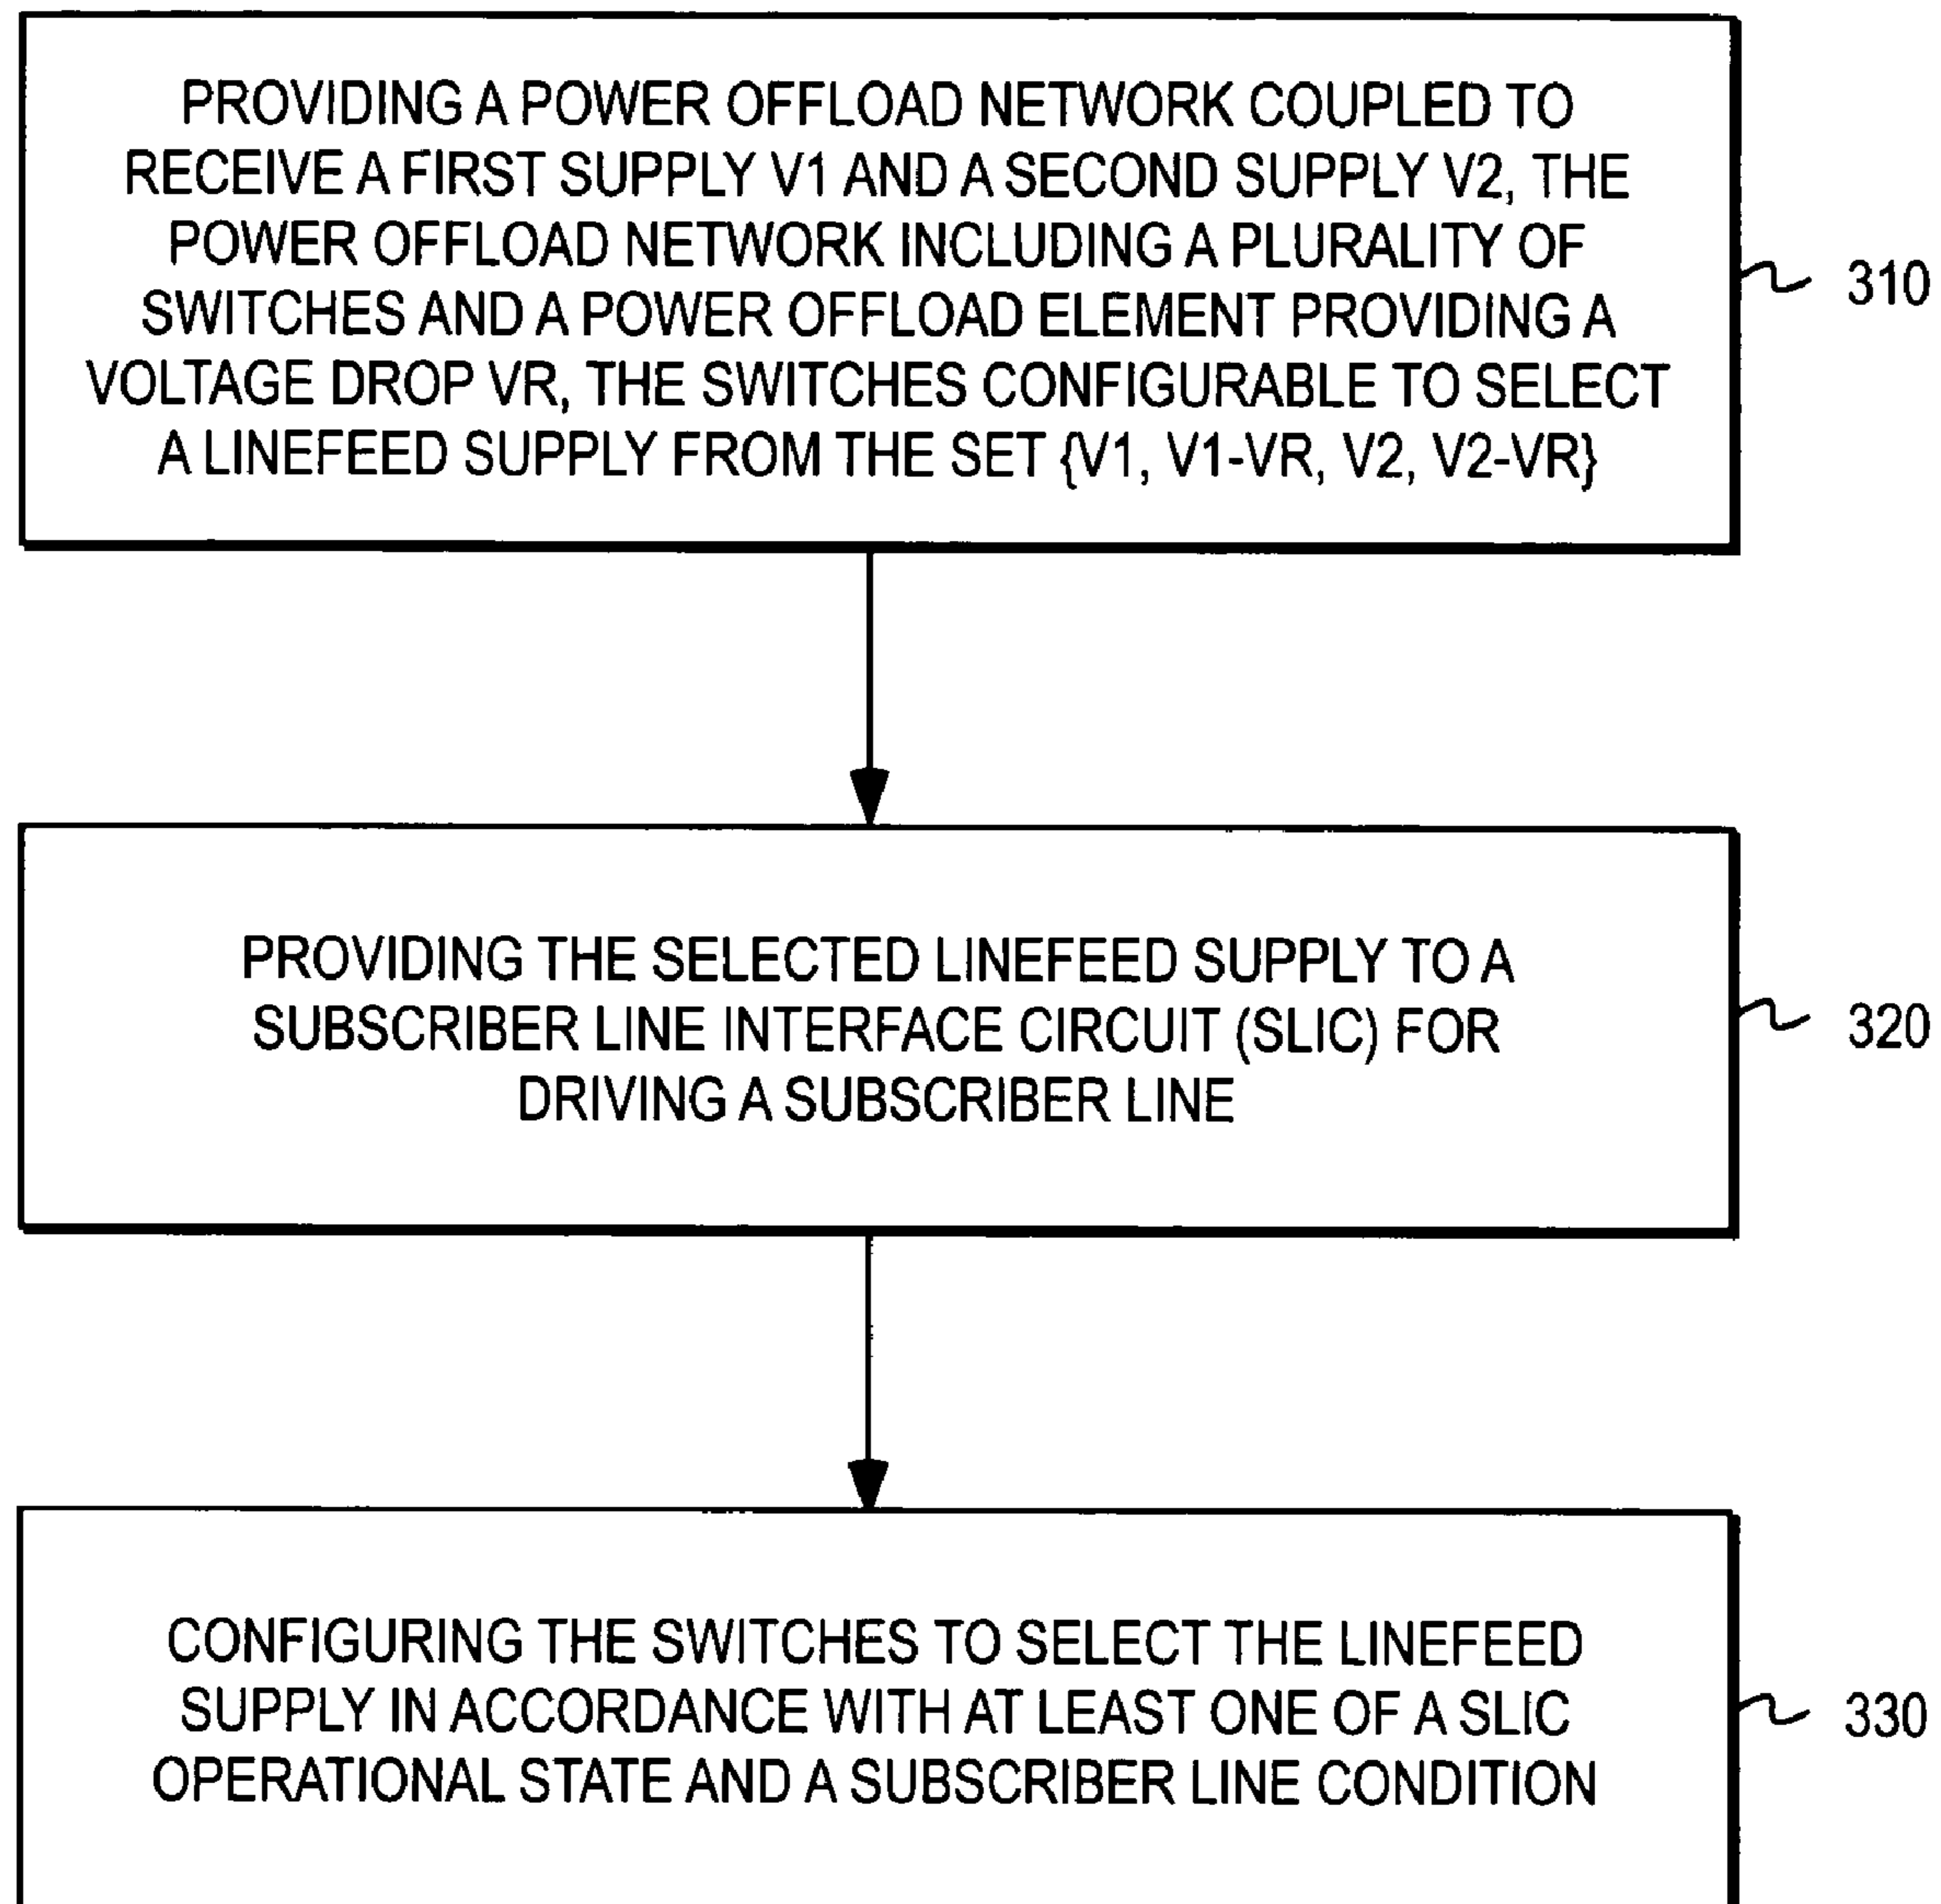 PROVIDING A POWER OFFLOAD NETWORK COUPLED TO
RECEIVE A FIRST SUPPLY V1 AND A SECOND SUPPLY V2, THE
POWER OFFLOAD NETWORK INCLUDING A PLURALITY OF
SWITCHES AND A POWER OFFLOAD ELEMENT PROVIDING A
VOLTAGE DROP VR, THE SWITCHES CONFIGURABLE TO SELECT
A LINEFEED SUPPLY FROM THE SET {V1, V1-VR, V2, V2-VR}
310
PROVIDING THE SELECTED LINEFEED SUPPLY TO A
SUBSCRIBER LINE INTERFACE CIRCUIT (SLIC) FOR
DRIVING A SUBSCRIBER LINE
320
CONFIGURING THE SWITCHES TO SELECT THE LINEFEED
SUPPLY IN ACCORDANCE WITH AT LEAST ONE OF A SLIC
OPERATIONAL STATE AND A SUBSCRIBER LINE CONDITION
330